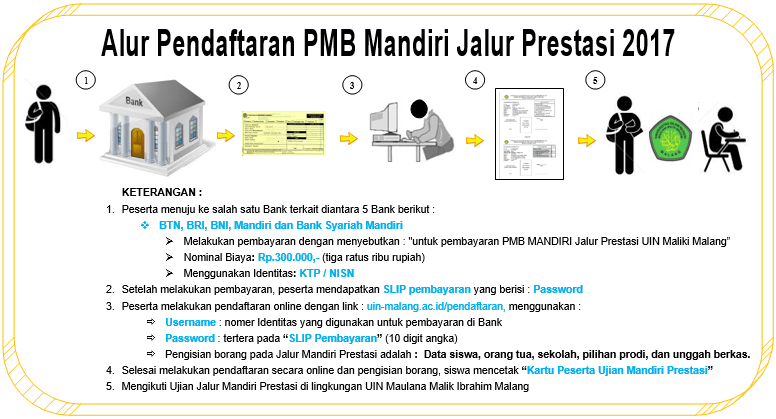 Alur Pendaftaran PMB Mandiri Jalur Prestasi 2017
1
2
3
4
5
Bank
KETERANGAN :
1. Peserta menuju ke salah satu Bank terkait diantara 5 Bank berikut :
❖ BTN, BRI, BNI, Mandiri dan Bank Syariah Mandiri
➤ Melakukan pembayaran dengan menyebutkan : "untuk pembayaran PMB MANDIRI Jalur Prestasi UIN Maliki Malang”
➤ Nominal Biaya: Rp.300.000,- (tiga ratus ribu rupiah)
➤ Menggunakan Identitas: KTP / NISN
2. Setelah melakukan pembayaran, peserta mendapatkan SLIP pembayaran yang berisi : Password
3. Peserta melakukan pendaftaran online dengan link : uin-malang.ac.id/pendaftaran, menggunakan :
⇨ Username : nomer Identitas yang digunakan untuk pembayaran di Bank
⇨ Password : tertera pada “SLIP Pembayaran” (10 digit angka)
⇨ Pengisian borang pada Jalur Mandiri Prestasi adalah : Data siswa, orang tua, sekolah, pilihan prodi, dan unggah berkas.
4. Selesai melakukan pendaftaran secara online dan pengisian borang, siswa mencetak “Kartu Peserta Ujian Mandiri Prestasi”
5. Mengikuti Ujian Jalur Mandiri Prestasi di lingkungan UIN Maulana Malik Ibrahim Malang